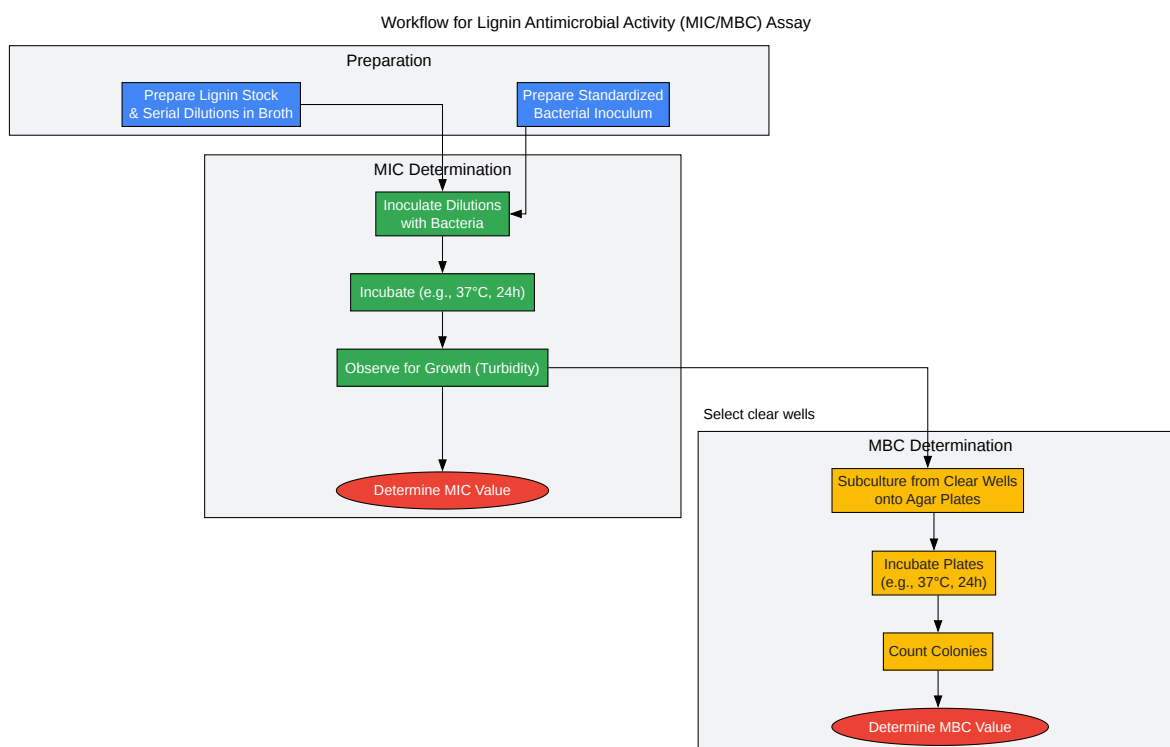 Workflow for Lignin Antimicrobial Activity (MIC/MBC) Assay
Preparation
Prepare Lignin Stock
& Serial Dilutions in Broth
Prepare Standardized
Bacterial Inoculum
MIC Determination
Inoculate Dilutions
with Bacteria
Incubate (e.g., 37°C, 24h)
Observe for Growth (Turbidity)
Determine MIC Value
Select clear wells
MBC Determination
Subculture from Clear Wells
onto Agar Plates
Incubate Plates
(e.g., 37°C, 24h)
Count Colonies
Determine MBC Value